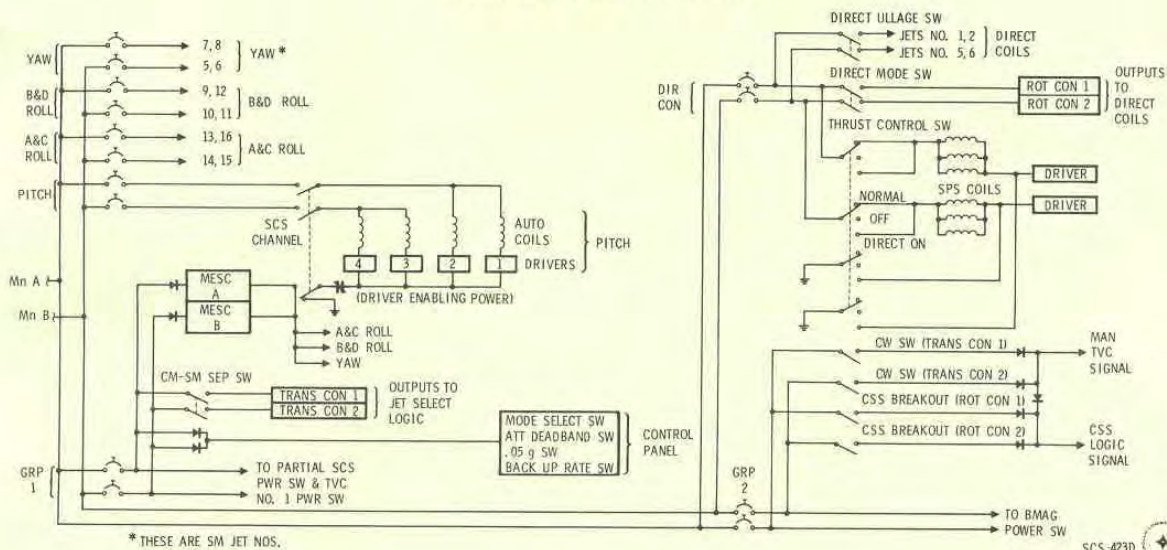 YAW
7, 8
5, 6
YAW *
B&D
ROLL
9, 12
10, 11
B&D ROLL
A&C
ROLL
13, 16
14, 15
A&C ROLL
PITCH
SCS
CHANNEL
AUTO
COILS
4
3
2
1
DRIVERS
PITCH
(DRIVER ENABLING POWER)
Mn A
Mn B
MESC
A
MESC
B
A&C ROLL
B&D ROLL
YAW
CM-SM SEP SW
TRANS CON 1
TRANS CON 2
OUTPUTS TO
JET SELECT
LOGIC
MODE SELECT SW
ATT DEADBAND SW
.05 g SW
BACK UP RATE SW
CONTROL
PANEL
GRP
1
TO PARTIAL SCS
PWR SW & TVC
NO. 1 PWR SW
* THESE ARE SM JET NOS.
DIRECT ULLAGE SW
JETS NO. 1, 2
JETS NO. 5, 6
DIRECT
COILS
DIR
CON
DIRECT MODE SW
ROT CON 1
ROT CON 2
OUTPUTS
TO
DIRECT
COILS
THRUST CONTROL SW
DRIVER
NORMAL
SPS COILS
DRIVER
OFF
DIRECT ON
CW SW (TRANS CON 1)
MAN
TVC
SIGNAL
CW SW (TRANS CON 2)
CSS BREAKOUT (ROT CON 1)
CSS BREAKOUT (ROT CON 2)
CSS
LOGIC
SIGNAL
GRP
2
TO BMAG
POWER SW
SCS-423D